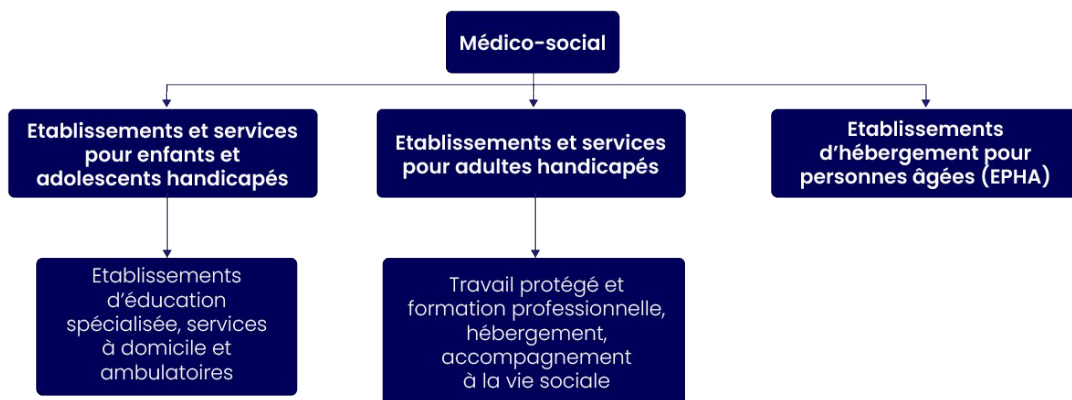 Médico-social
Etablissements et services
pour enfants et
adolescents handicapés
Etablissements et services
pour adultes handicapés
Etablissements
d’hébergement pour
personnes âgées (EPHA)
Etablissements
d’éducation
spécialisée, services
à domicile et
ambulatoires
Travail protégé et
formation professionnelle,
hébergement,
accompagnement
à la vie sociale